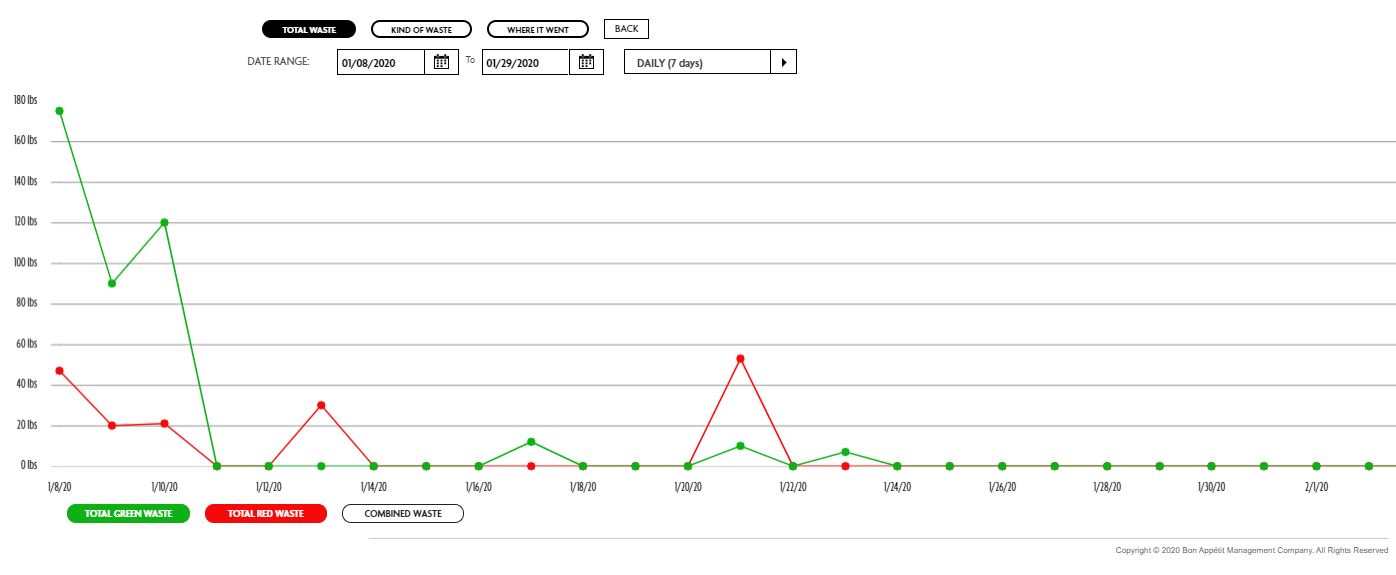 TOTAL WASTE KIND OF WASTE WHERE IT WENT BACK
DATE RANGE: 01/08/2020 To 01/29/2020 DAILY (7 days)
180 lbs
160 lbs
140 lbs
120 lbs
100 lbs
80 lbs
60 lbs
40 lbs
20 lbs
0 lbs
1/8/20 1/10/20 1/12/20 1/14/20 1/16/20 1/18/20 1/20/20 1/22/20 1/24/20 1/26/20 1/28/20 1/30/20 2/1/20
TOTAL GREEN WASTE TOTAL RED WASTE COMBINED WASTE
Copyright © 2020 Bon Appétit Management Company. All Rights Reserved